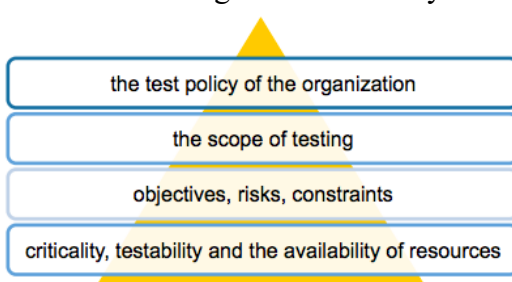 the test policy of the organization
the scope of testing
objectives, risks, constraints
criticality, testability and the availability of resources